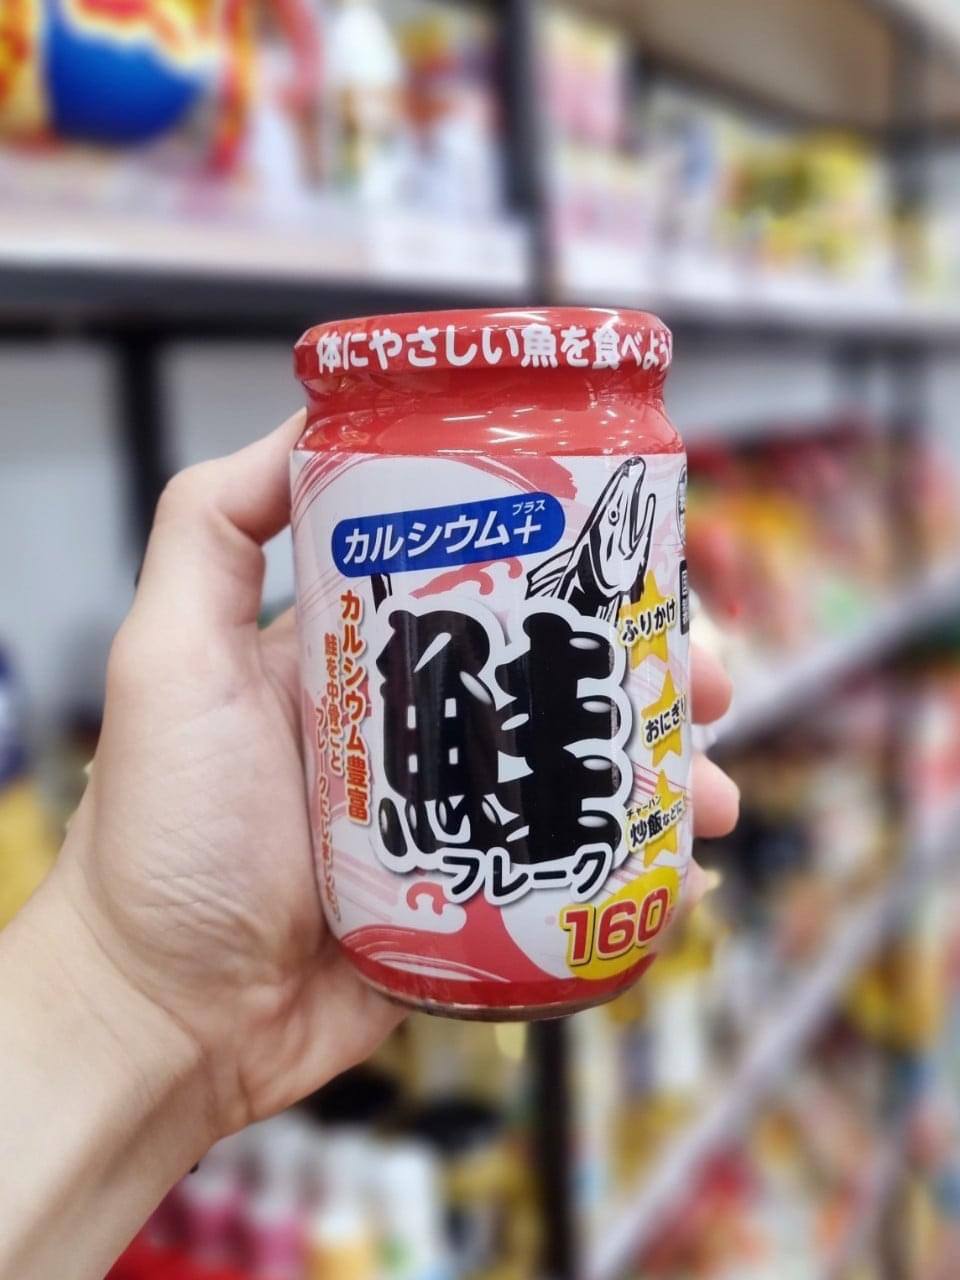 体にやさしい魚を食べよう
プラス
カルシウム+
カルシウム豊富
鮭を中骨ごと
鮭
フレーク
ふりかけ
おにぎり
チャーハン
炒飯などに
160